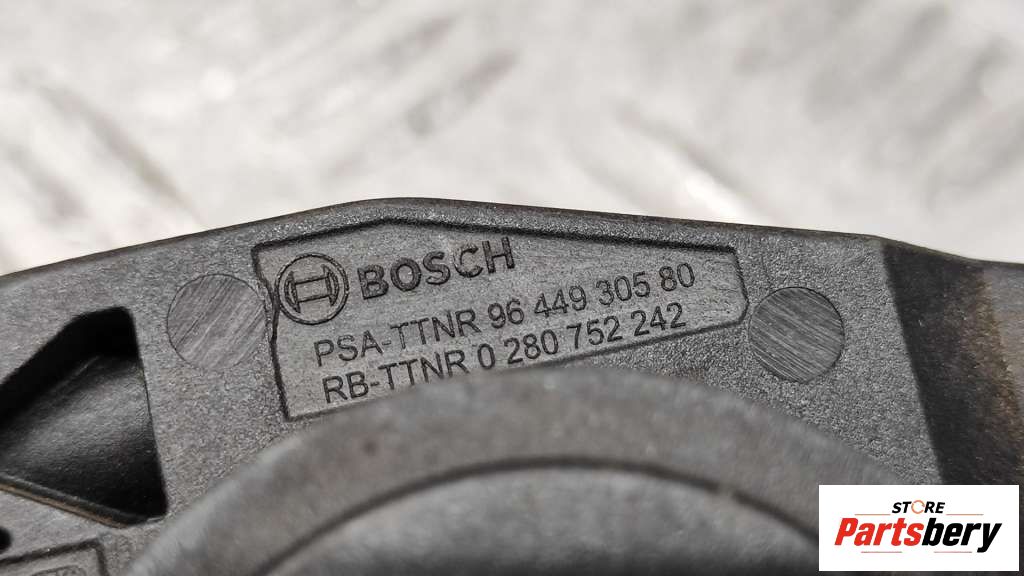 BOSCH
PSA-TTNR 96 449 305 80
RB-TTNR 0 280 752 242
STORE
Partsbery